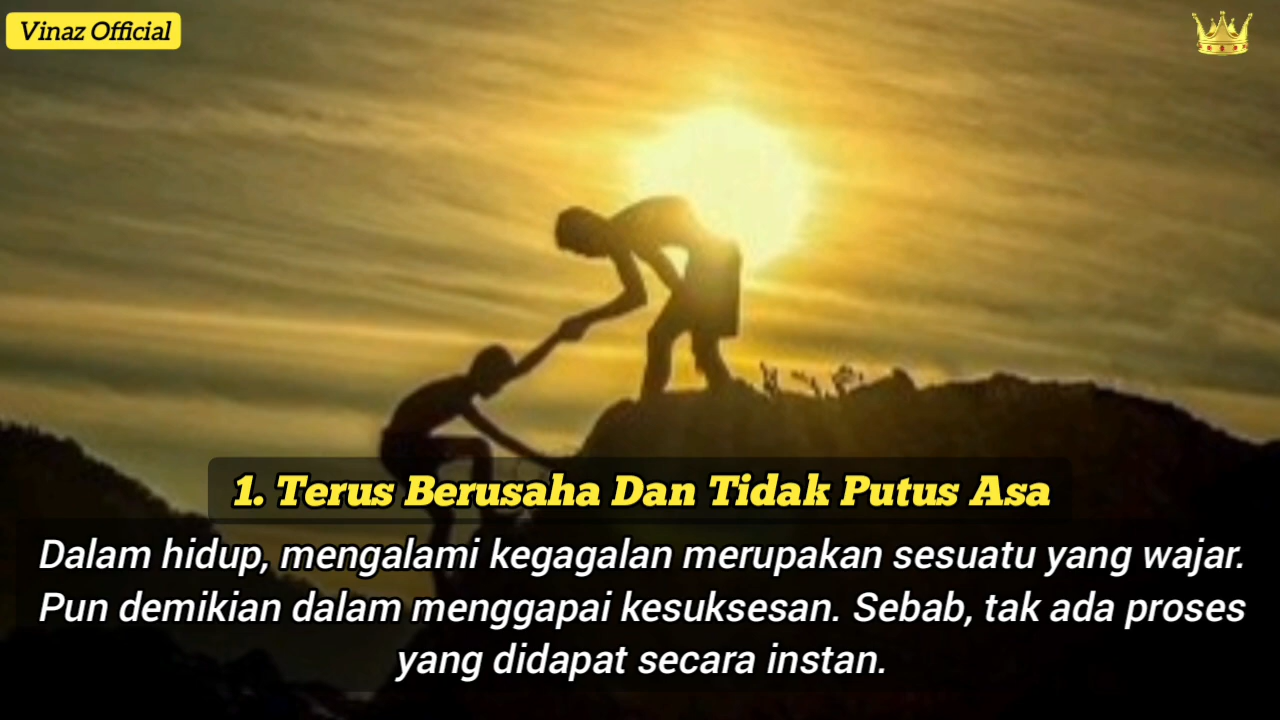 Vinaz Official
1. Terus Berusaha Dan Tidak Putus Asa
Dalam hidup, mengalami kegagalan merupakan sesuatu yang wajar.
Pun demikian dalam menggapai kesuksesan. Sebab, tak ada proses
yang didapat secara instan.